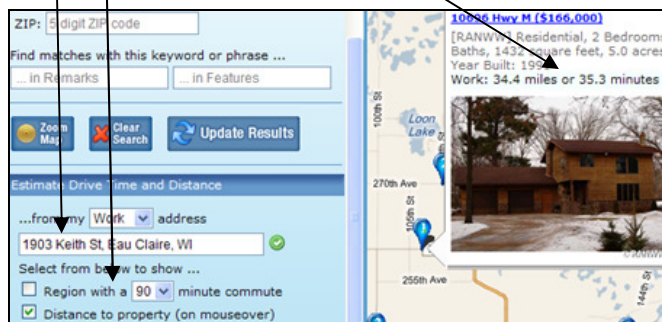 ZIP: 5 digit ZIP code
Find matches with this keyword or phrase ...
... in Remarks
... in Features
Zoom Map
Clear Search
Update Results
Estimate Drive Time and Distance
...from my Work address
1903 Keith St, Eau Claire, WI
Select from below to show ...
Region with a 90 minute commute
Distance to property (on mouseover)
10696 Hwy M ($166,000)
[RANWW] Residential, 2 Bedrooms
Baths, 1432 square feet, 5.0 acres
Year Built:
Work: 34.4 miles or 35.3 minutes
100th St
Loon
Lake
270th Ave
105th St
255th Ave
144th S